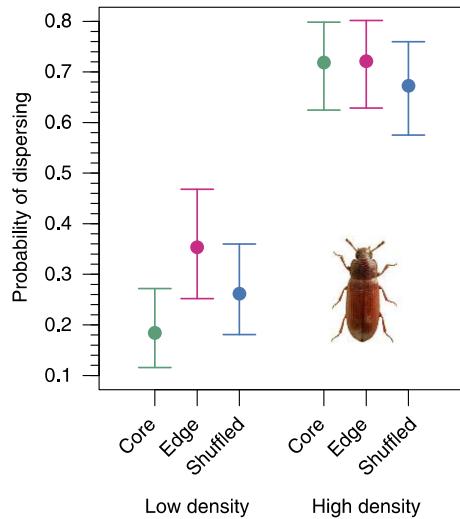 Probability of dispersing
0.8
0.7
0.6
0.5
0.4
0.3
0.2
0.1
Core
Edge
Shuffled
Core
Edge
Shuffled
Low density
High density